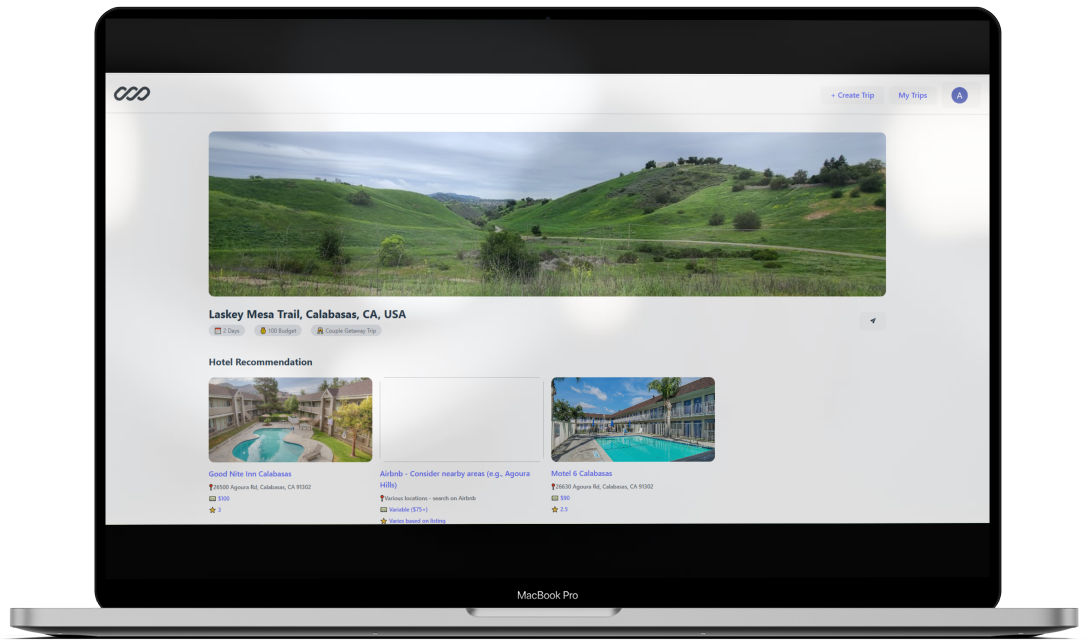 + Create Trip
My Trips
A
Laskey Mesa Trail, Calabasas, CA, USA
2 Days
100 Budget
Couple Getaway Trip
Hotel Recommendation
Good Nite Inn Calabasas
26500 Agoura Rd, Calabasas, CA 91302
$100
3
Airbnb - Consider nearby areas (e.g., Agoura
Hills)
Various locations - search on Airbnb
Variable ($75+)
Varies based on listing
Motel 6 Calabasas
26630 Agoura Rd, Calabasas, CA 91302
$90
2.5
MacBook Pro